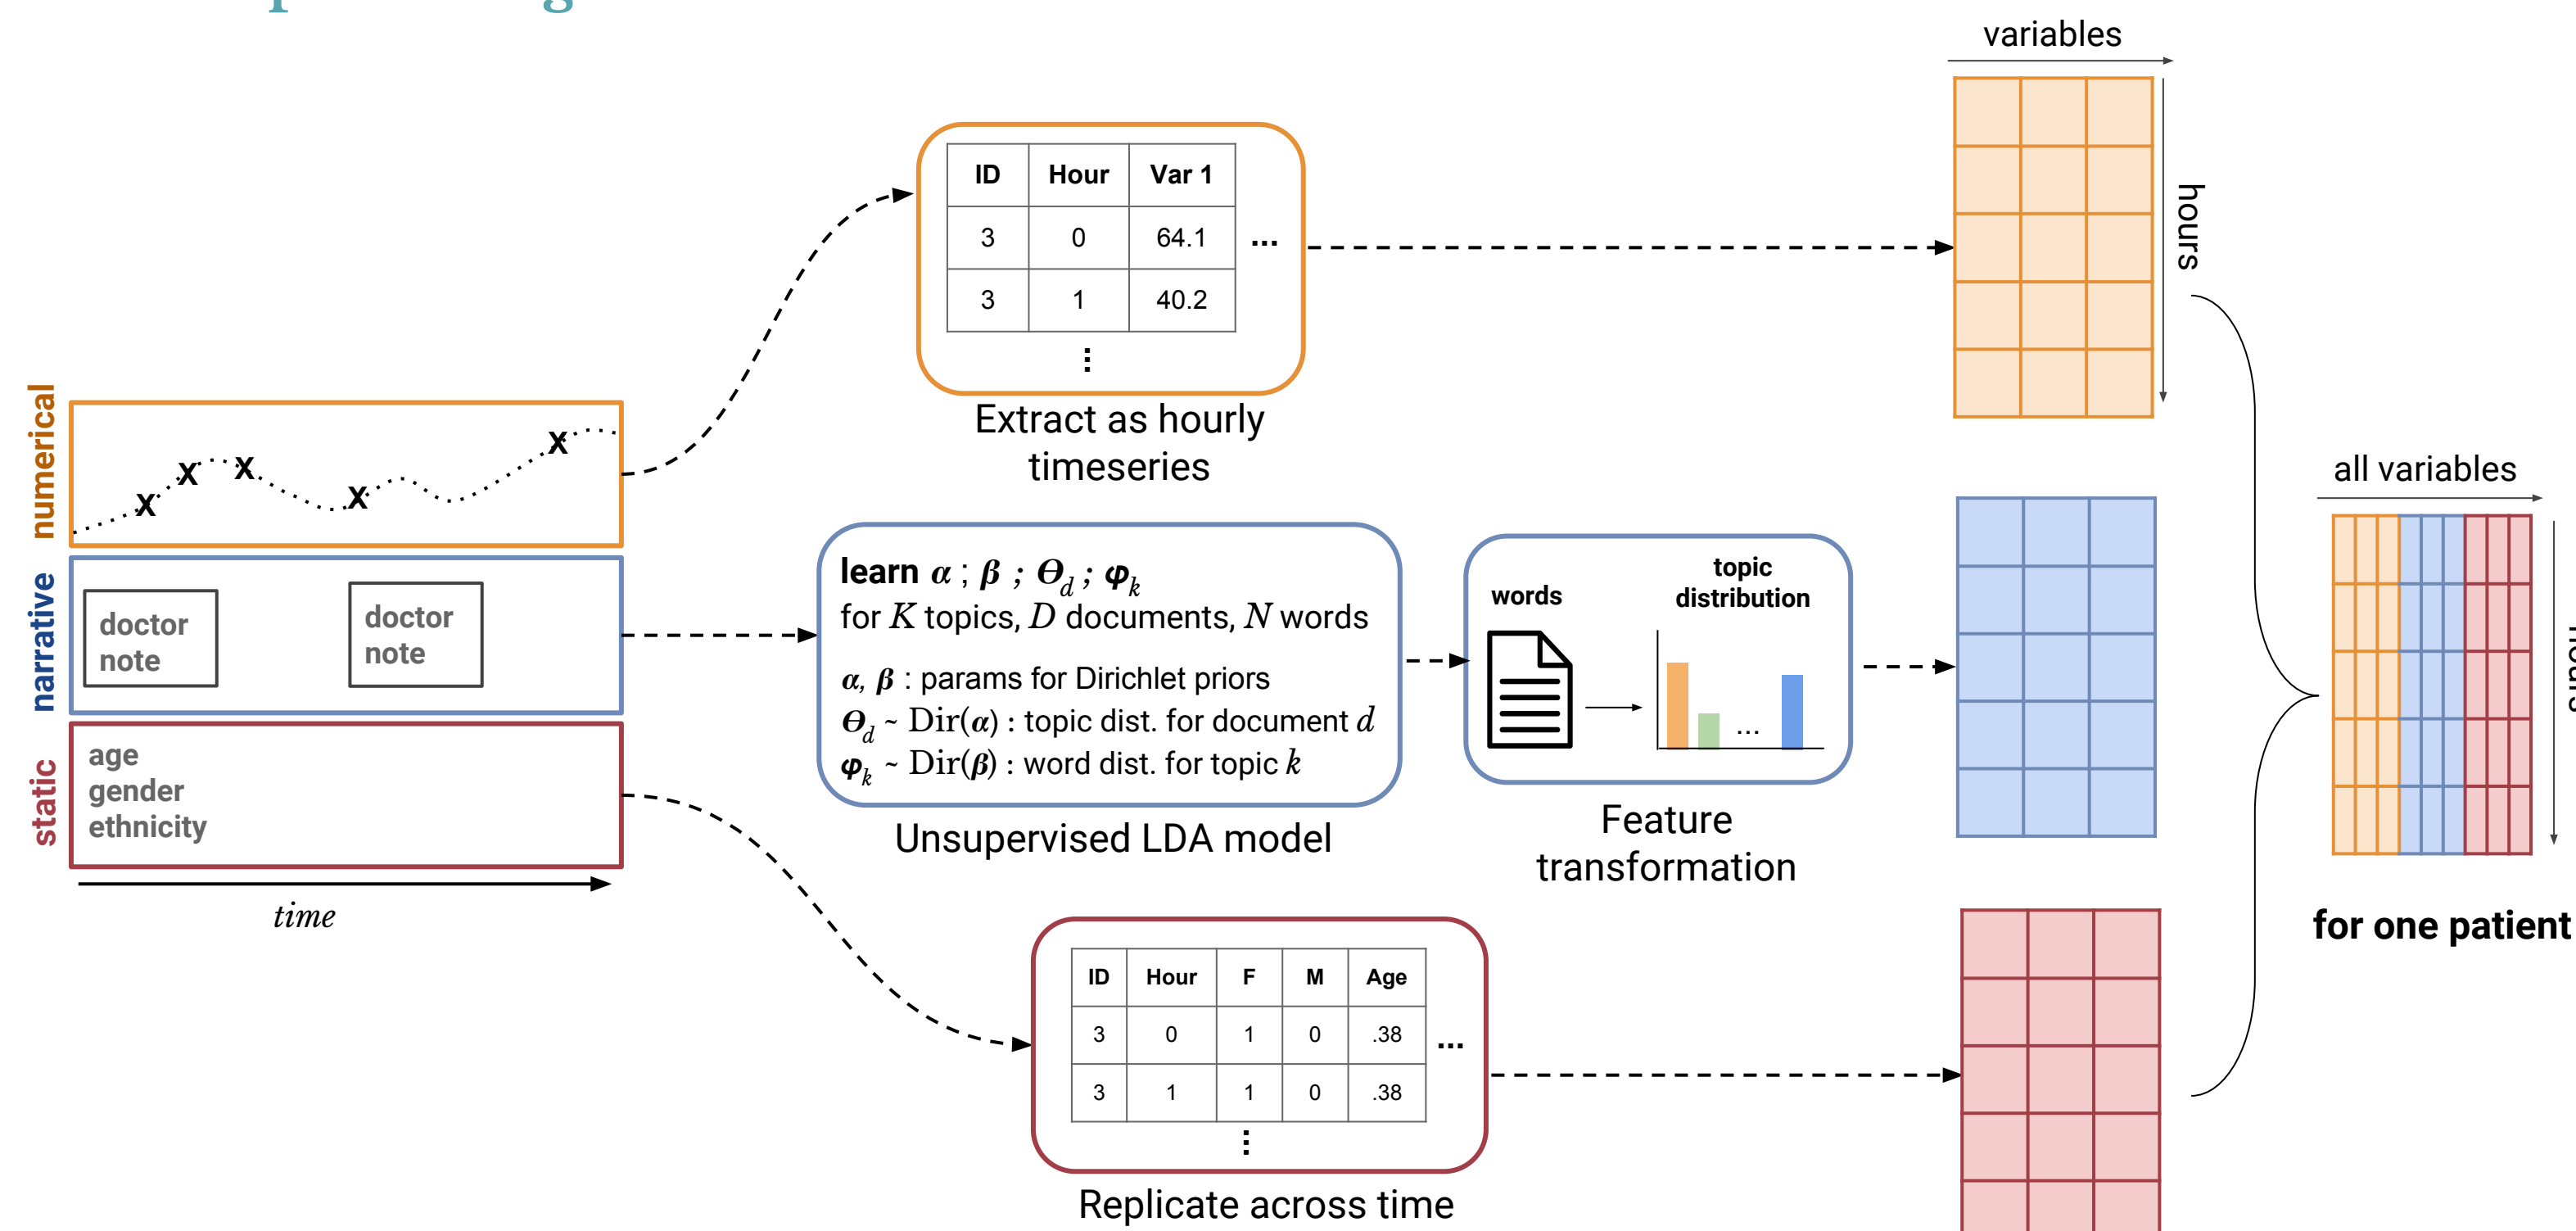 variables
hours
ID Hour Var 1
3 0 64.1 ...
3 1 40.2
⋮
Extract as hourly
timeseries
numerical
X X X X X
narrative
doctor
note
doctor
note
static
age
gender
ethnicity
time
learn α ; β ; Θd ; φk
for K topics, D documents, N words
α, β : params for Dirichlet priors
Θd ~ Dir(α) : topic dist. for document d
φk ~ Dir(β) : word dist. for topic k
Unsupervised LDA model
words
topic
distribution
...
Feature
transformation
ID Hour F M Age
3 0 1 0 .38 ...
3 1 1 0 .38
⋮
Replicate across time
all variables
hours
for one patient